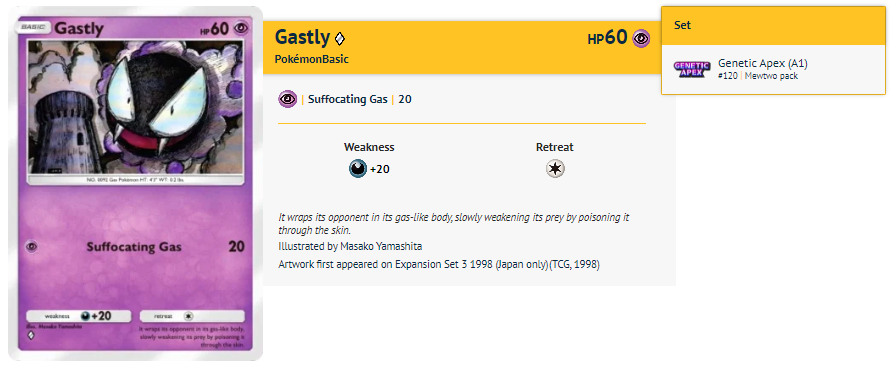 BASIC Gastly HP60
NO. 0092 Gas Pokémon HT: 4'3" WT: 0.2 lbs.
Suffocating Gas 20
weakness +20 retreat
Illus. Masako Yamashita
It wraps its opponent in its gas-like body,
slowly weakening its prey by poisoning it
through the skin.
Gastly HP60
PokémonBasic
| Suffocating Gas | 20
Weakness Retreat
+20
It wraps its opponent in its gas-like body, slowly weakening its prey by poisoning it
through the skin.
Illustrated by Masako Yamashita
Artwork first appeared on Expansion Set 3 1998 (Japan only)(TCG, 1998)
Set
GENETIC
APEX
Genetic Apex (A1)
#120 | Mewtwo pack